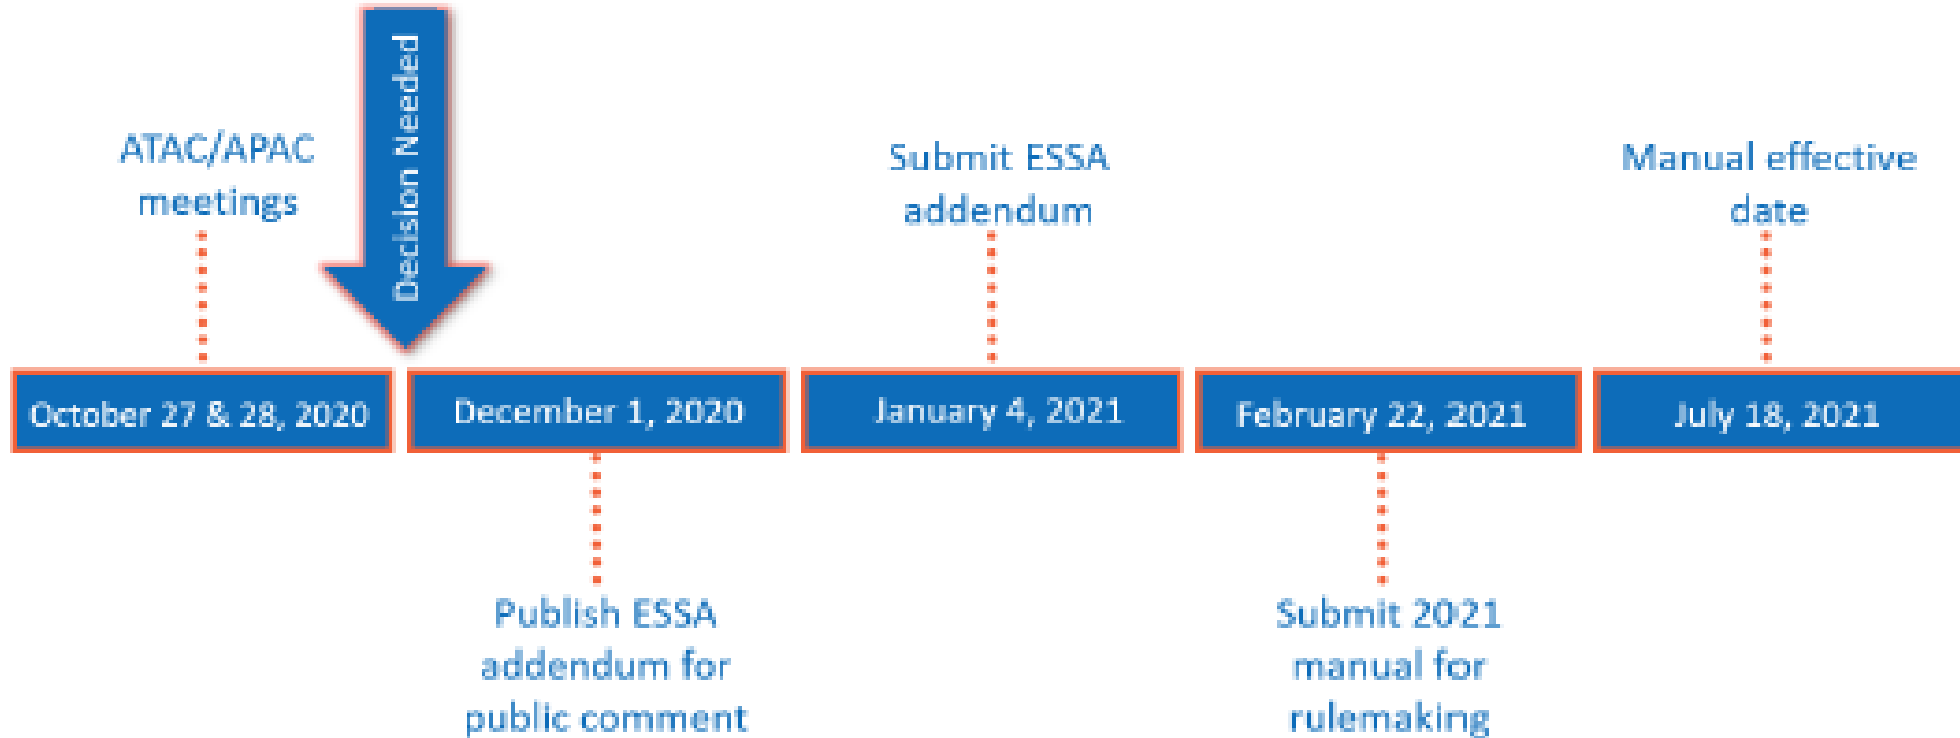 Decision Needed
ATAC/APAC
meetings
Submit ESSA
addendum
Manual effective
date
October 27 & 28, 2020
December 1, 2020
January 4, 2021
February 22, 2021
July 18, 2021
Publish ESSA
addendum for
public comment
Submit 2021
manual for
rulemaking